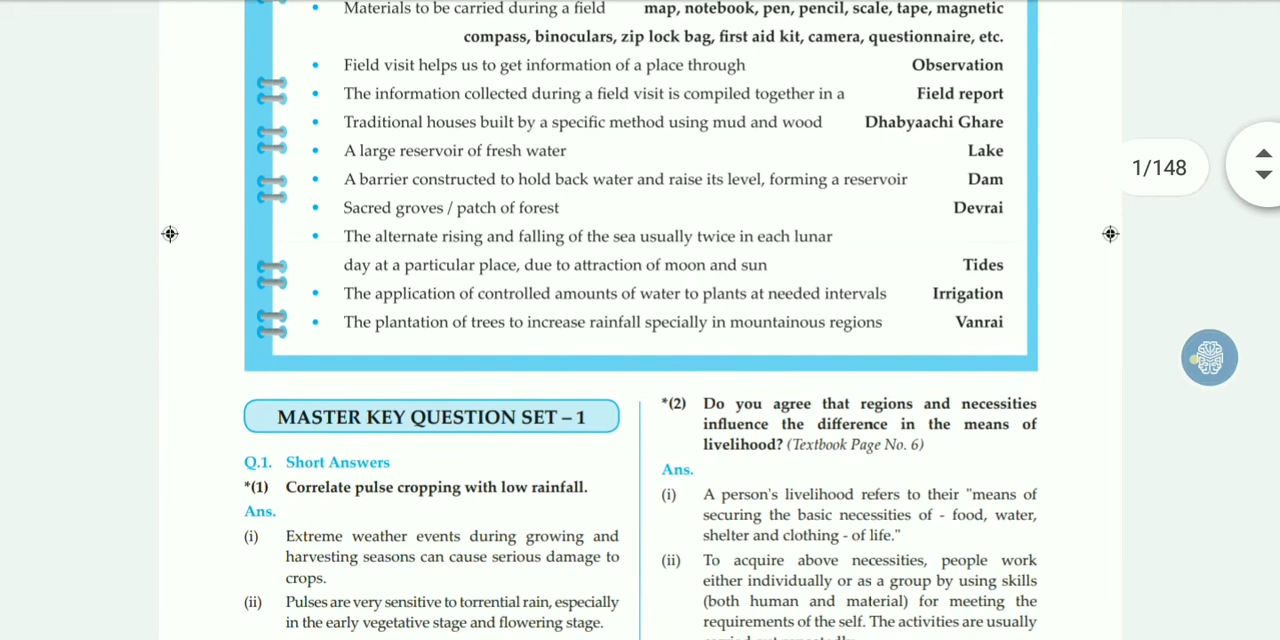 • Materials to be carried during a field map, notebook, pen, pencil, scale, tape, magnetic
compass, binoculars, zip lock bag, first aid kit, camera, questionnaire, etc.
• Field visit helps us to get information of a place through Observation
• The information collected during a field visit is compiled together in a Field report
• Traditional houses built by a specific method using mud and wood Dhabyaachi Ghare
• A large reservoir of fresh water Lake
• A barrier constructed to hold back water and raise its level, forming a reservoir Dam
• Sacred groves / patch of forest Devrai
• The alternate rising and falling of the sea usually twice in each lunar
day at a particular place, due to attraction of moon and sun Tides
• The application of controlled amounts of water to plants at needed intervals Irrigation
• The plantation of trees to increase rainfall specially in mountainous regions Vanrai
1/148
MASTER KEY QUESTION SET – 1
Q.1. Short Answers
*(1) Correlate pulse cropping with low rainfall.
Ans.
(i) Extreme weather events during growing and
harvesting seasons can cause serious damage to
crops.
(ii) Pulses are very sensitive to torrential rain, especially
in the early vegetative stage and flowering stage.
*(2) Do you agree that regions and necessities
influence the difference in the means of
livelihood? (Textbook Page No. 6)
Ans.
(i) A person's livelihood refers to their "means of
securing the basic necessities of - food, water,
shelter and clothing - of life."
(ii) To acquire above necessities, people work
either individually or as a group by using skills
(both human and material) for meeting the
requirements of the self. The activities are usually